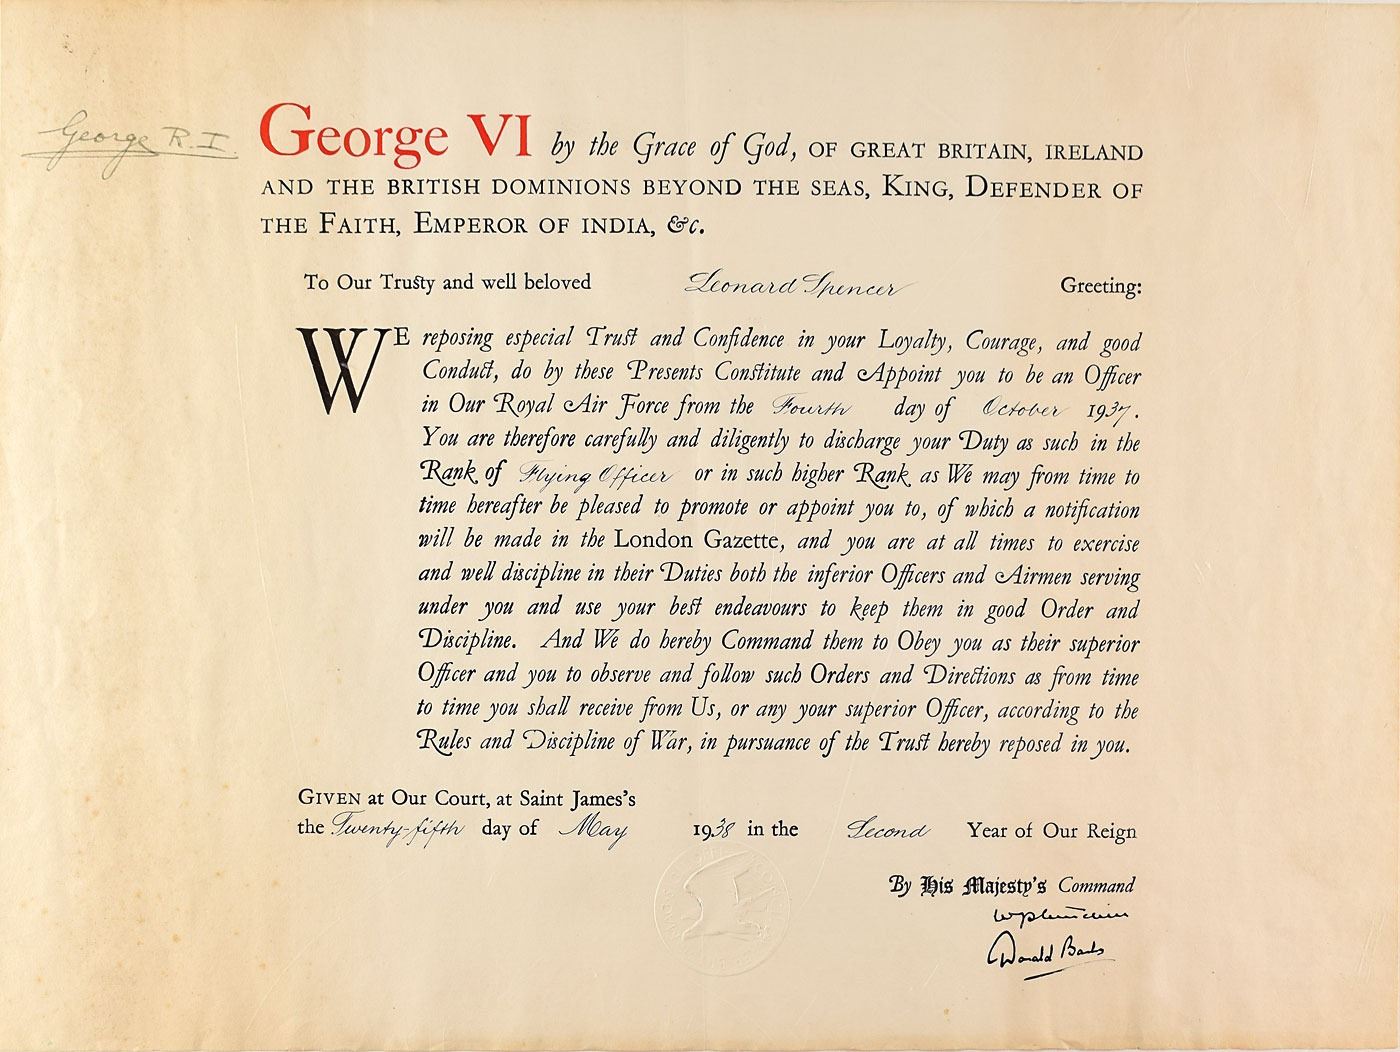 George R.I.
George VI by the Grace of God, OF GREAT BRITAIN, IRELAND
AND THE BRITISH DOMINIONS BEYOND THE SEAS, KING, DEFENDER OF
THE FAITH, EMPEROR OF INDIA, &c.
To Our Trusty and well beloved Leonard Spencer Greeting:
WE reposing especial Trust and Confidence in your Loyalty, Courage, and good
Conduct, do by these Presents Constitute and Appoint you to be an Officer
in Our Royal Air Force from the Fourth day of October 1937.
You are therefore carefully and diligently to discharge your Duty as such in the
Rank of Flying Officer or in such higher Rank as We may from time to
time hereafter be pleased to promote or appoint you to, of which a notification
will be made in the London Gazette, and you are at all times to exercise
and well discipline in their Duties both the inferior Officers and Airmen serving
under you and use your best endeavours to keep them in good Order and
Discipline. And We do hereby Command them to Obey you as their superior
Officer and you to observe and follow such Orders and Directions as from time
to time you shall receive from Us, or any your superior Officer, according to the
Rules and Discipline of War, in pursuance of the Trust hereby reposed in you.
GIVEN at Our Court, at Saint James's
the Twenty-fifth day of May 1938 in the Second Year of Our Reign
By His Majesty's Command
Donald Banks